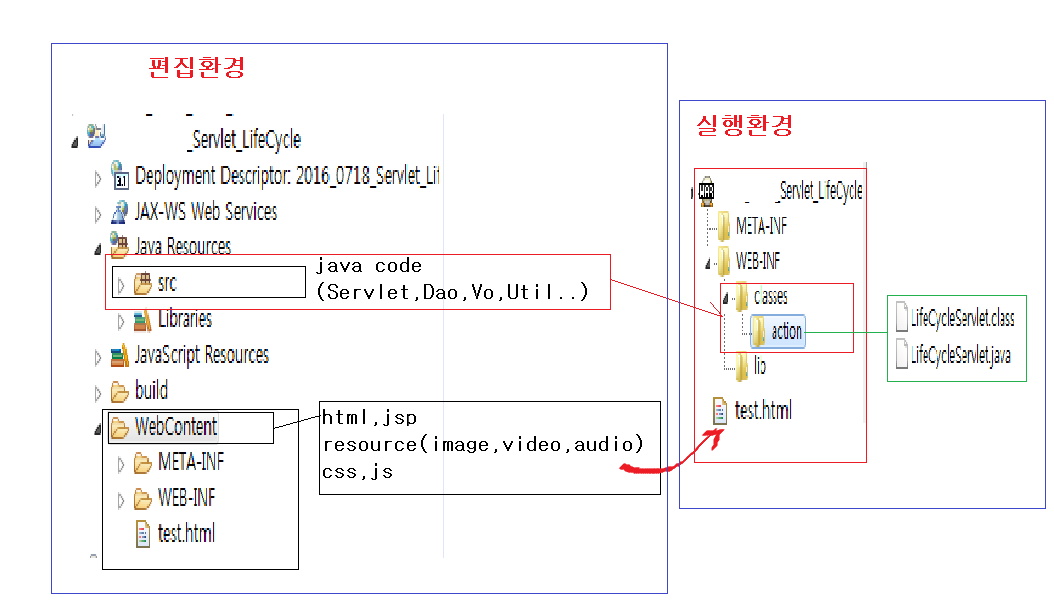 편집환경
_Servlet_LifeCycle
Deployment Descriptor: 2016_0718_Servlet_Lif
JAX-WS Web Services
Java Resources
src
java code
(Servlet,Dao,Vo,Util..)
Libraries
JavaScript Resources
build
WebContent
META-INF
WEB-INF
test.html
html,jsp
resource(image,video,audio)
css,js
실행환경
_Servlet_LifeCycle
META-INF
WEB-INF
classes
action
lib
test.html
LifeCycleServlet.class
LifeCycleServlet.java